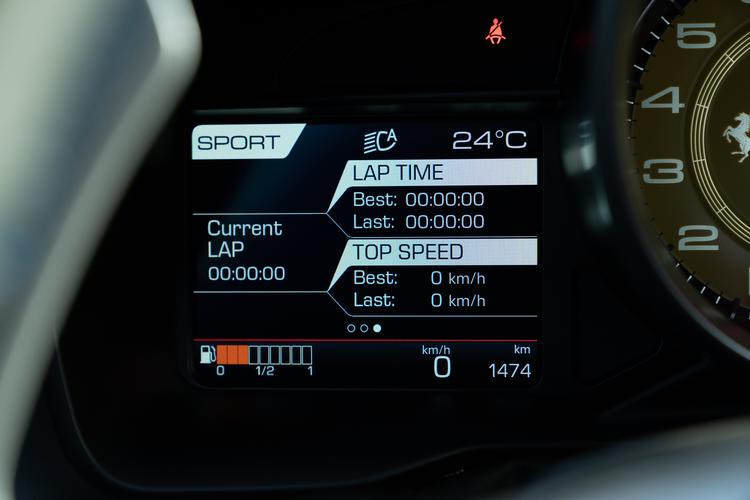 SPORT A 24°C
LAP TIME
Best: 00:00:00
Last: 00:00:00
Current
LAP
00:00:00
TOP SPEED
Best: 0 km/h
Last: 0 km/h
km/h km
0 1474
0 1/2 1
5
4
3
2